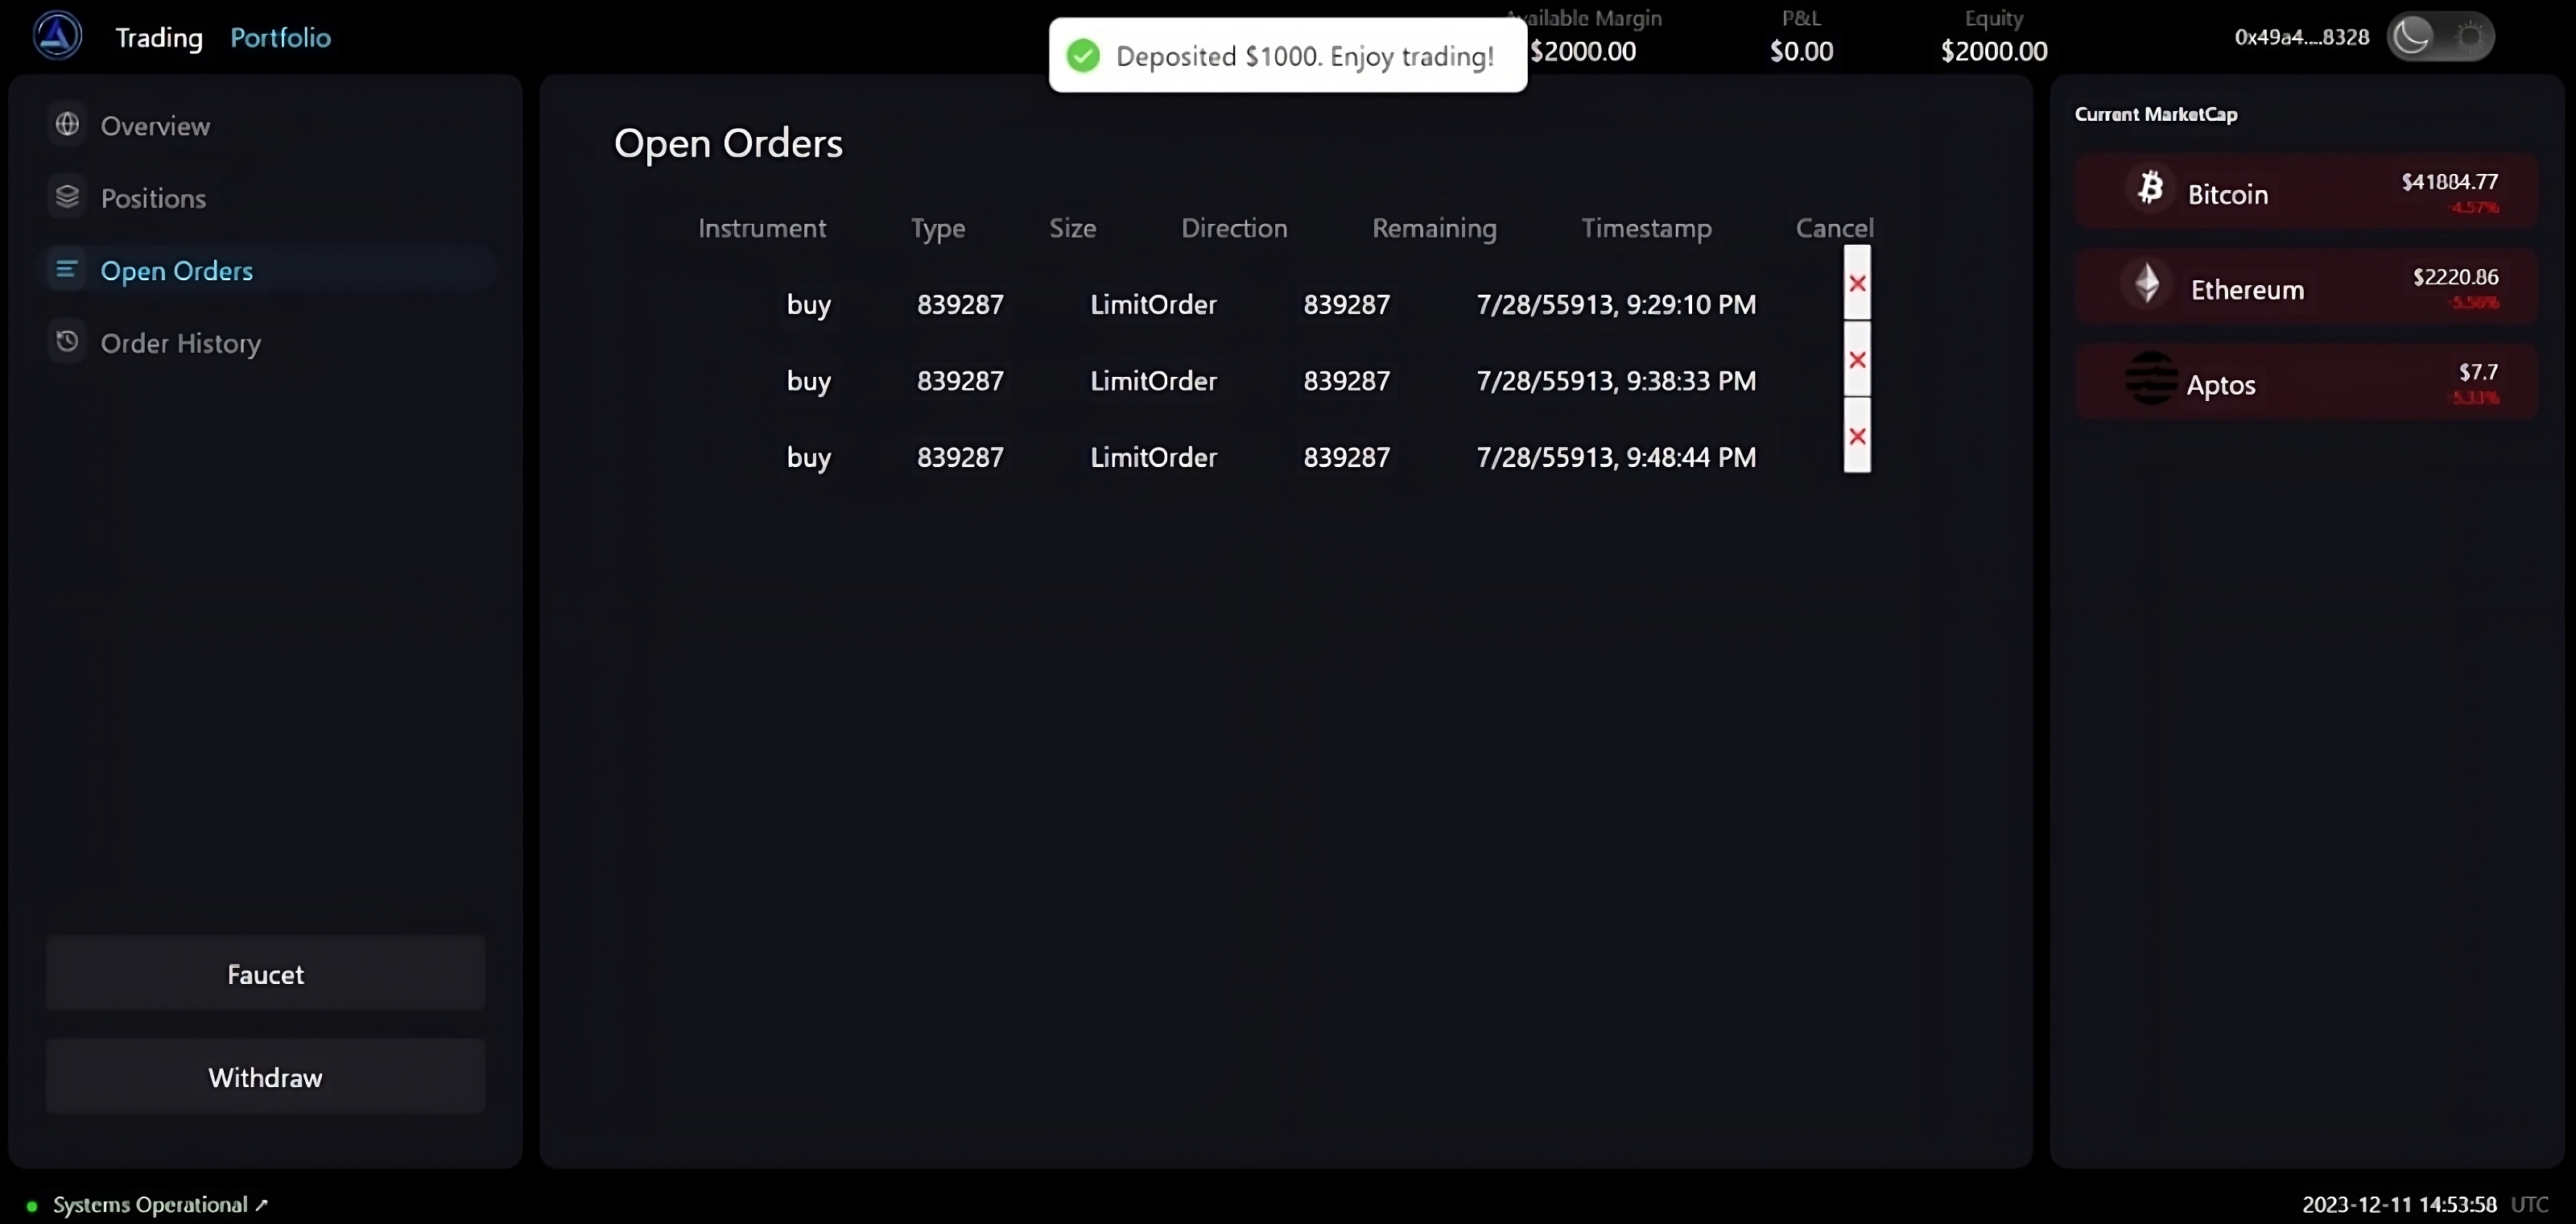 Trading Portfolio
Deposited $1000. Enjoy trading!
Available Margin P&L Equity
$2000.00 $0.00 $2000.00
0x49a4....8328
Overview
Positions
Open Orders
Order History
Faucet
Withdraw
Open Orders
Instrument Type Size Direction Remaining Timestamp Cancel
buy 839287 LimitOrder 839287 7/28/55913, 9:29:10 PM
buy 839287 LimitOrder 839287 7/28/55913, 9:38:33 PM
buy 839287 LimitOrder 839287 7/28/55913, 9:48:44 PM
Current MarketCap
Bitcoin $41884.77
-4.57%
Ethereum $2220.86
-5.56%
Aptos $7.7
-5.33%
Systems Operational
2023-12-11 14:53:58 UTC